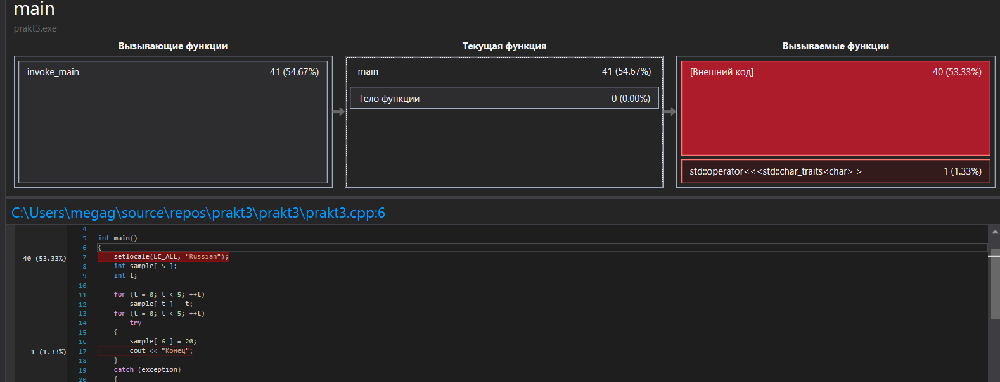 main
prakt3.exe
Вызывающие функции
Текущая функция
Вызываемые функции
invoke_main 41 (54.67%)
main 41 (54.67%)
Тело функции 0 (0.00%)
[Внешний код] 40 (53.33%)
std::operator<<<std::char_traits<char> > 1 (1.33%)
C:\Users\megag\source\repos\prakt3\prakt3\prakt3.cpp:6
4
5 int main()
6 {
40 (53.33%) 7 setlocale(LC_ALL, "Russian");
8 int sample[ 5 ];
9 int t;
10
11 for (t = 0; t < 5; ++t)
12 sample[ t ] = t;
13 for (t = 0; t < 5; ++t)
14 try
15 {
16 sample[ 6 ] = 20;
1 (1.33%) 17 cout << "Конец";
18 }
19 catch (exception)
20 {